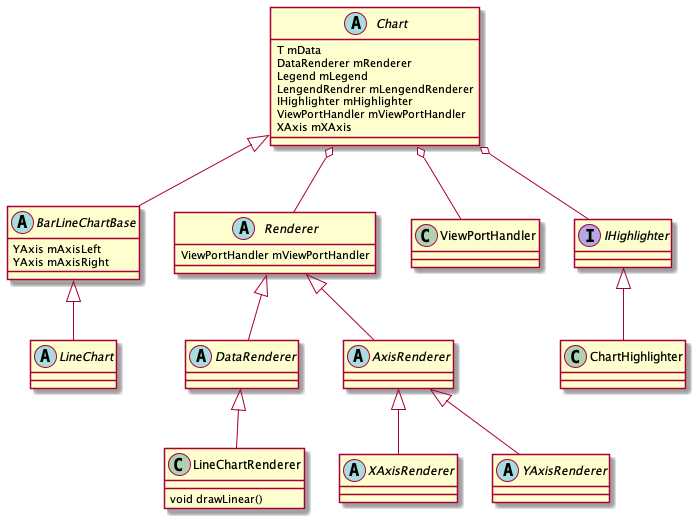 A Chart
T mData
DataRenderer mRenderer
Legend mLegend
LengendRendrer mLengendRenderer
IHighlighter mHighlighter
ViewPortHandler mViewPortHandler
XAxis mXAxis
A BarLineChartBase
YAxis mAxisLeft
YAxis mAxisRight
A Renderer
ViewPortHandler mViewPortHandler
C ViewPortHandler
I IHighlighter
A LineChart
A DataRenderer
A AxisRenderer
C ChartHighlighter
C LineChartRenderer
void drawLinear()
A XAxisRenderer
A YAxisRenderer